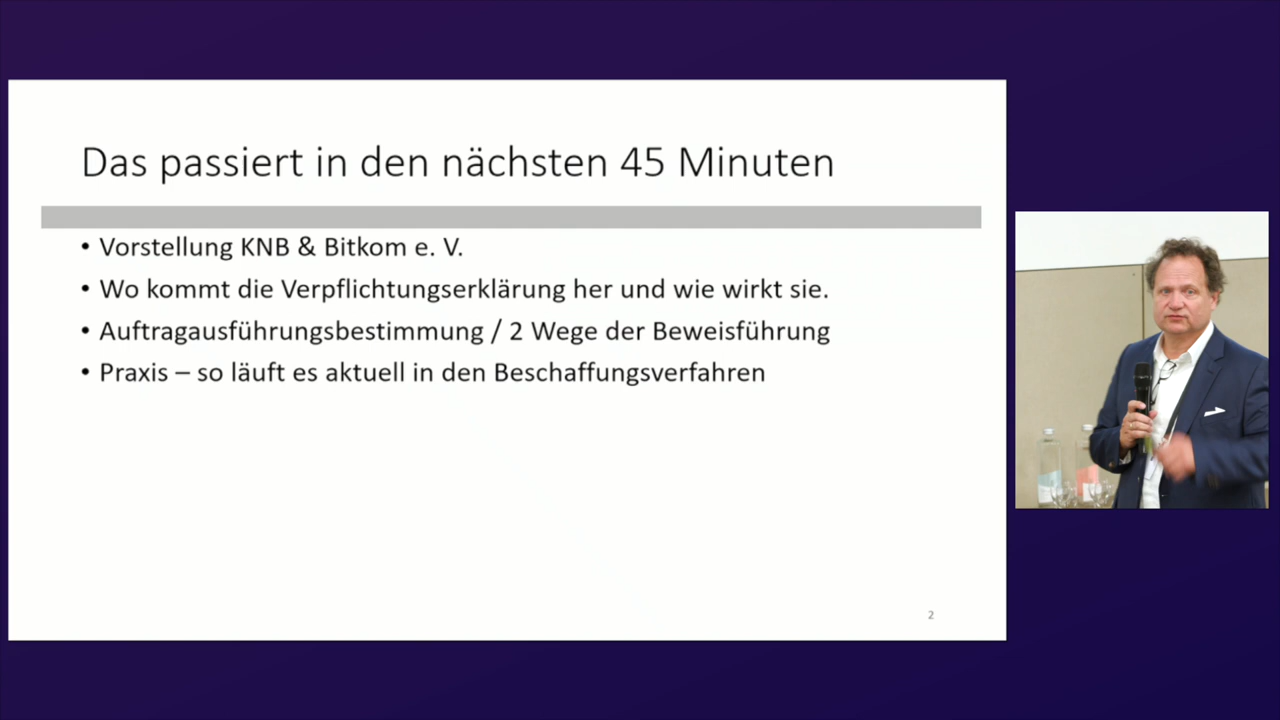 Das passiert in den nächsten 45 Minuten
• Vorstellung KNB & Bitkom e. V.
• Wo kommt die Verpflichtungserklärung her und wie wirkt sie.
• Auftragausführungsbestimmung / 2 Wege der Beweisführung
• Praxis – so läuft es aktuell in den Beschaffungsverfahren
2